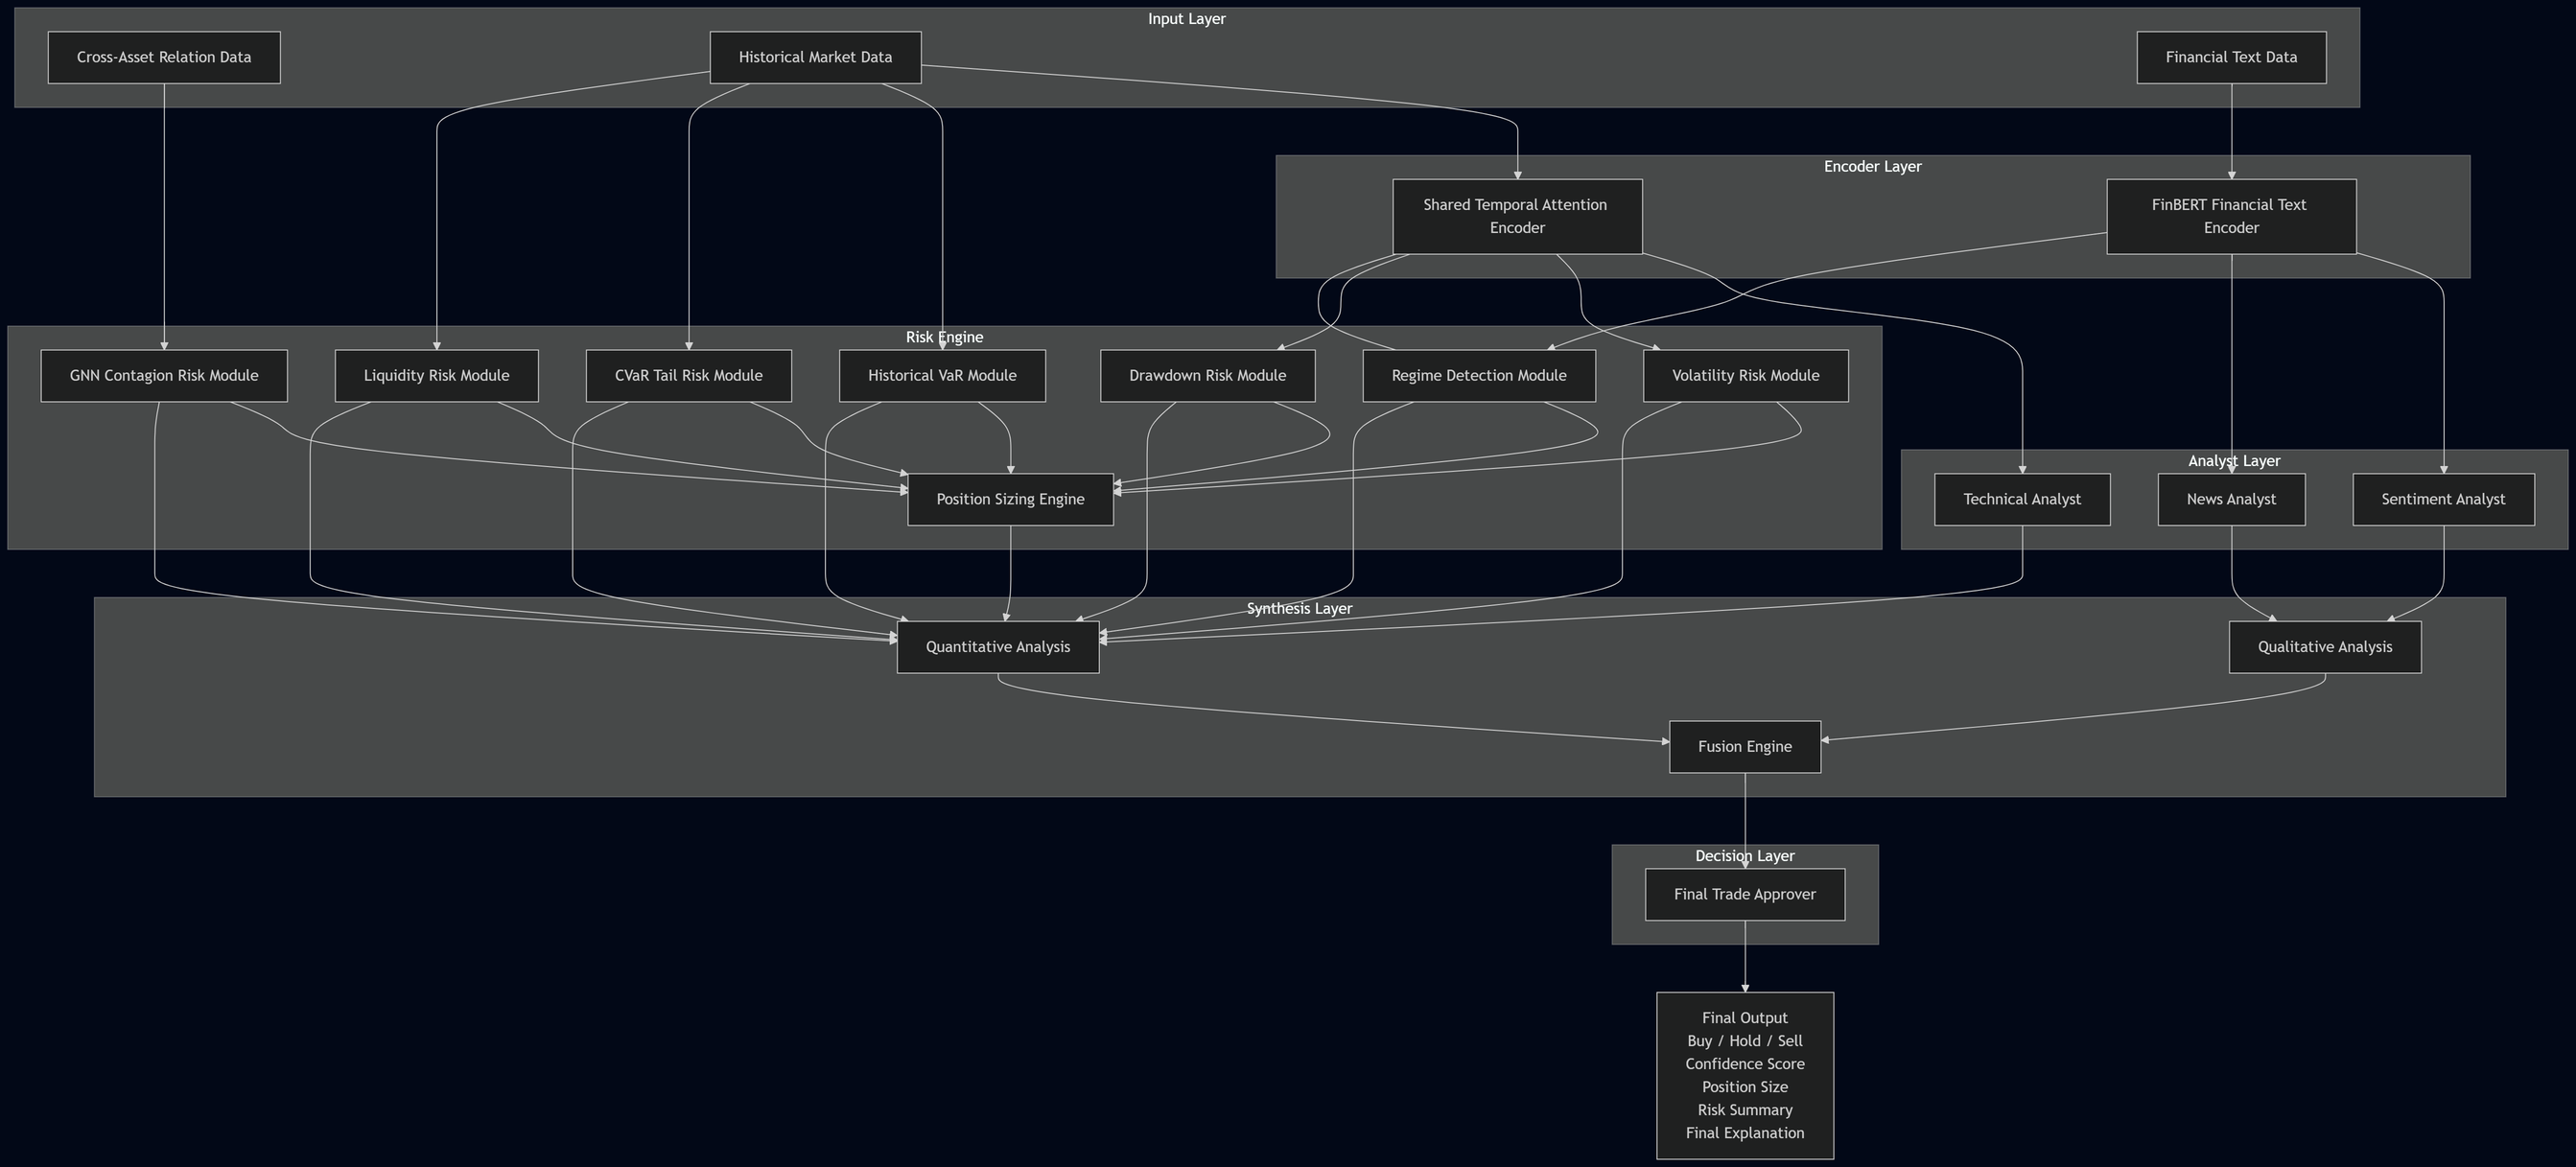 Input Layer
Cross-Asset Relation Data
Historical Market Data
Financial Text Data
Encoder Layer
Shared Temporal Attention
Encoder
FinBERT Financial Text
Encoder
Risk Engine
GNN Contagion Risk Module
Liquidity Risk Module
CVaR Tail Risk Module
Historical VaR Module
Drawdown Risk Module
Regime Detection Module
Volatility Risk Module
Position Sizing Engine
Analyst Layer
Technical Analyst
News Analyst
Sentiment Analyst
Synthesis Layer
Quantitative Analysis
Qualitative Analysis
Fusion Engine
Decision Layer
Final Trade Approver
Final Output
Buy / Hold / Sell
Confidence Score
Position Size
Risk Summary
Final Explanation